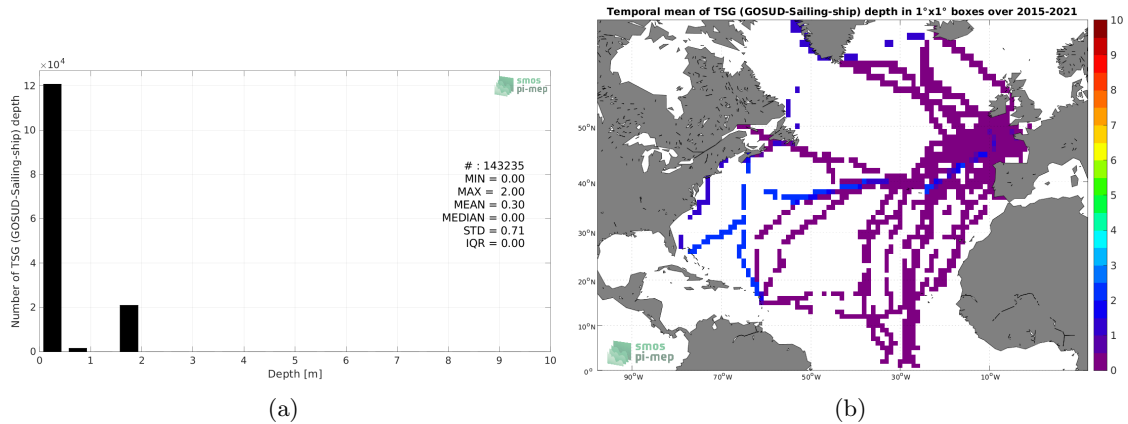 ×10⁴
12
10
8
6
4
2
0
Number of TSG (GOSUD-Sailing-ship) depth
smos
pi-mep
# : 143235
MIN = 0.00
MAX = 2.00
MEAN = 0.30
MEDIAN = 0.00
STD = 0.71
IQR = 0.00
0 1 2 3 4 5 6 7 8 9 10
Depth [m]
(a)
Temporal mean of TSG (GOSUD-Sailing-ship) depth in 1°x1° boxes over 2015-2021
50°N
40°N
30°N
20°N
10°N
0°
90°W 70°W 50°W 30°W 10°W
smos
pi-mep
10
9
8
7
6
5
4
3
2
1
0
(b)